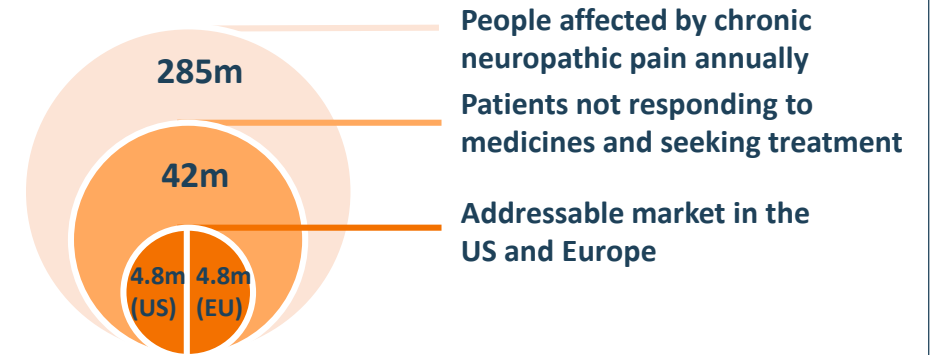 People affected by chronic
neuropathic pain annually
285m
Patients not responding to
medicines and seeking treatment
42m
Addressable market in the
US and Europe
4.8m
(US)
4.8m
(EU)